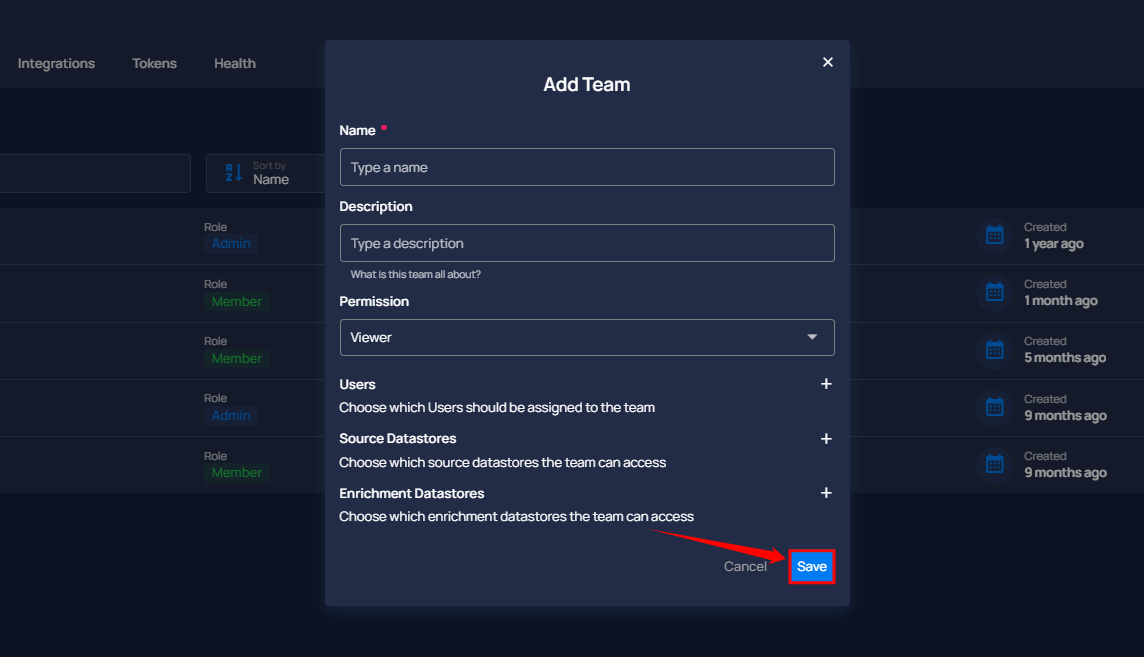 Integrations Tokens Health
Add Team
Name
Type a name
Sort by
Name
Description
Type a description
What is this team all about?
Permission
Viewer
Users
Choose which Users should be assigned to the team
Source Datastores
Choose which source datastores the team can access
Enrichment Datastores
Choose which enrichment datastores the team can access
Cancel Save
Role
Admin
Created
1 year ago
Role
Member
Created
1 month ago
Role
Member
Created
5 months ago
Role
Admin
Created
9 months ago
Role
Member
Created
9 months ago